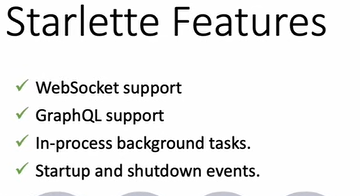 Starlette Features
✓ WebSocket support
✓ GraphQL support
✓ In-process background tasks.
✓ Startup and shutdown events.